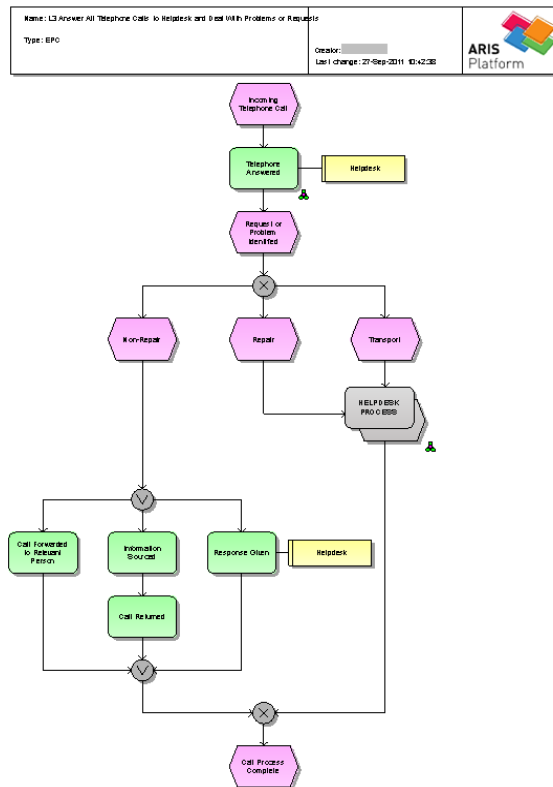 Name: L3 Answer All Telephone Calls to Helpdesk and Deal With Problems or Requests
Type: EPC
Creator:
Last change: 27-Sep-2011 10:42:38
ARIS
Platform
Incoming
Telephone Call
Telephone
Answered
Helpdesk
Request or
Problem
Identified
Non-Repair
Repair
Transport
HELPDESK
PROCESS
Call Forwarded
to Relevant
Person
Information
Sourced
Response Given
Helpdesk
Call Returned
Call Process
Complete